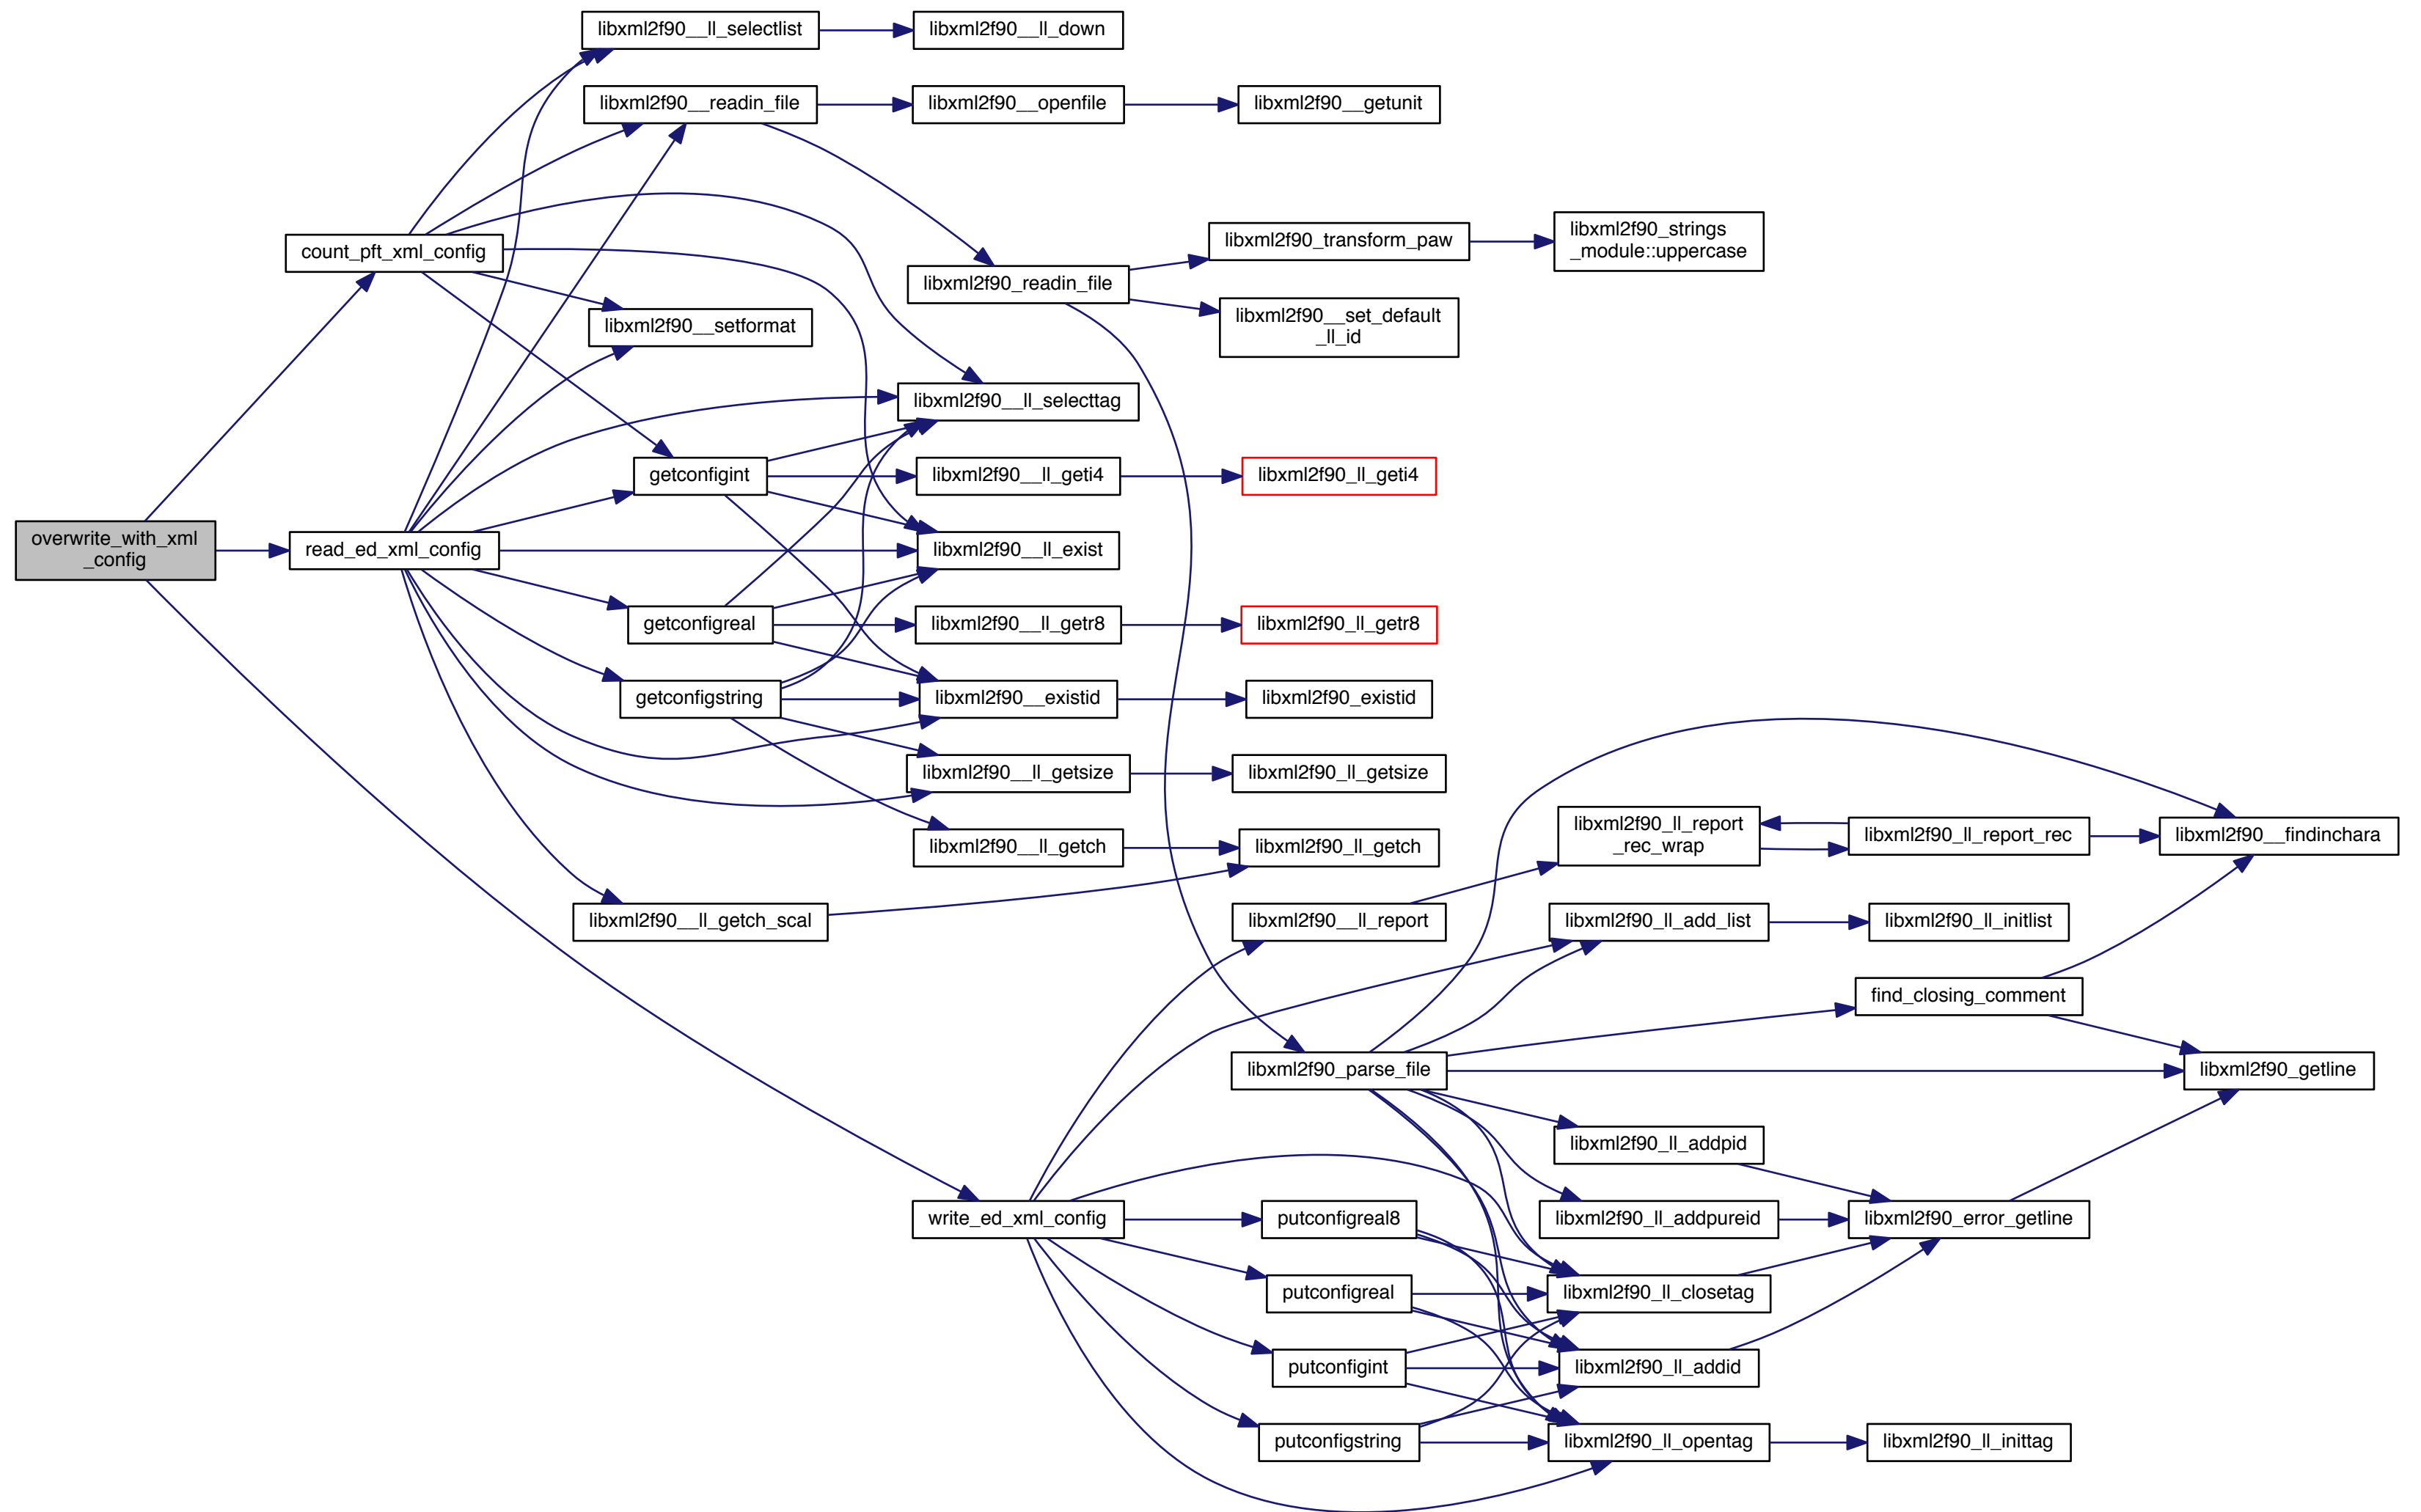 libxml2f90__ll_selectlist
libxml2f90__ll_down
libxml2f90__readin_file
libxml2f90__openfile
libxml2f90__getunit
count_pft_xml_config
libxml2f90_transform_paw
libxml2f90_strings
_module::uppercase
libxml2f90_readin_file
libxml2f90__set_default
_ll_id
libxml2f90__setformat
libxml2f90__ll_selecttag
getconfigint
libxml2f90__ll_geti4
libxml2f90_ll_geti4
overwrite_with_xml
_config
read_ed_xml_config
libxml2f90__ll_exist
getconfigreal
libxml2f90__ll_getr8
libxml2f90_ll_getr8
getconfigstring
libxml2f90__existid
libxml2f90_existid
libxml2f90__ll_getsize
libxml2f90_ll_getsize
libxml2f90__ll_getch
libxml2f90_ll_getch
libxml2f90_ll_report
_rec_wrap
libxml2f90_ll_report_rec
libxml2f90__findinchara
libxml2f90__ll_getch_scal
libxml2f90__ll_report
libxml2f90_ll_add_list
libxml2f90_ll_initlist
find_closing_comment
libxml2f90_parse_file
libxml2f90_getline
libxml2f90_ll_addpid
write_ed_xml_config
putconfigreal8
libxml2f90_ll_addpureid
libxml2f90_error_getline
putconfigreal
libxml2f90_ll_closetag
putconfigint
libxml2f90_ll_addid
putconfigstring
libxml2f90_ll_opentag
libxml2f90_ll_inittag